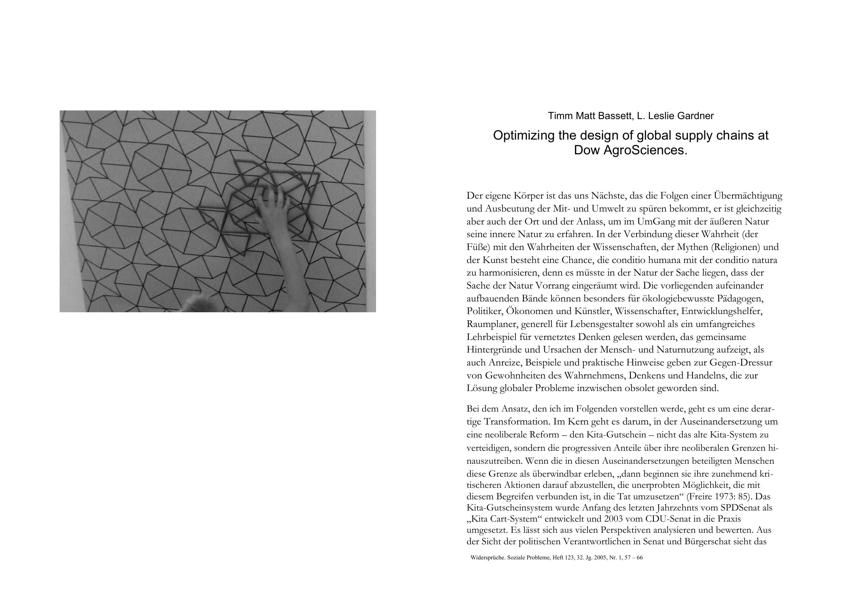 Timm Matt Bassett, L. Leslie Gardner
Optimizing the design of global supply chains at
Dow AgroSciences.
Der eigene Körper ist das uns Nächste, das die Folgen einer Übermächtigung
und Ausbeutung der Mit- und Umwelt zu spüren bekommt, er ist gleichzeitig
aber auch der Ort und der Anlass, um im UmGang mit der äußeren Natur
seine innere Natur zu erfahren. In der Verbindung dieser Wahrheit (der
Füße) mit den Wahrheiten der Wissenschaften, der Mythen (Religionen) und
der Kunst besteht eine Chance, die conditio humana mit der conditio natura
zu harmonisieren, denn es müsste in der Natur der Sache liegen, dass der
Sache der Natur Vorrang eingeräumt wird. Die vorliegenden aufeinander
aufbauenden Bände können besonders für ökologiebewusste Pädagogen,
Politiker, Ökonomen und Künstler, Wissenschafter, Entwicklungshelfer,
Raumplaner, generell für Lebensgestalter sowohl als ein umfangreiches
Lehrbeispiel für vernetztes Denken gelesen werden, das gemeinsame
Hintergründe und Ursachen der Mensch- und Naturnutzung aufzeigt, als
auch Anreize, Beispiele und praktische Hinweise geben zur Gegen-Dressur
von Gewohnheiten des Wahrnehmens, Denkens und Handelns, die zur
Lösung globaler Probleme inzwischen obsolet geworden sind.
Bei dem Ansatz, den ich im Folgenden vorstellen werde, geht es um eine derar-
tige Transformation. Im Kern geht es darum, in der Auseinandersetzung um
eine neoliberale Reform – den Kita-Gutschein – nicht das alte Kita-System zu
verteidigen, sondern die progressiven Anteile über ihre neoliberalen Grenzen hi-
nauszutreiben. Wenn die in diesen Auseinandersetzungen beteiligten Menschen
diese Grenze als überwindbar erleben, „dann beginnen sie ihre zunehmend kri-
tischeren Aktionen darauf abzustellen, die unerprobten Möglichkeit, die mit
diesem Begreifen verbunden ist, in die Tat umzusetzen“ (Freire 1973: 85). Das
Kita-Gutscheinsystem wurde Anfang des letzten Jahrzehnts vom SPDSenat als
„Kita Cart-System“ entwickelt und 2003 vom CDU-Senat in die Praxis
umgesetzt. Es lässt sich aus vielen Perspektiven analysieren und bewerten. Aus
der Sicht der politischen Verantwortlichen in Senat und Bürgerschat sieht das
Widersprüche. Soziale Probleme, Heft 123, 32. Jg. 2005, Nr. 1, 57 – 66